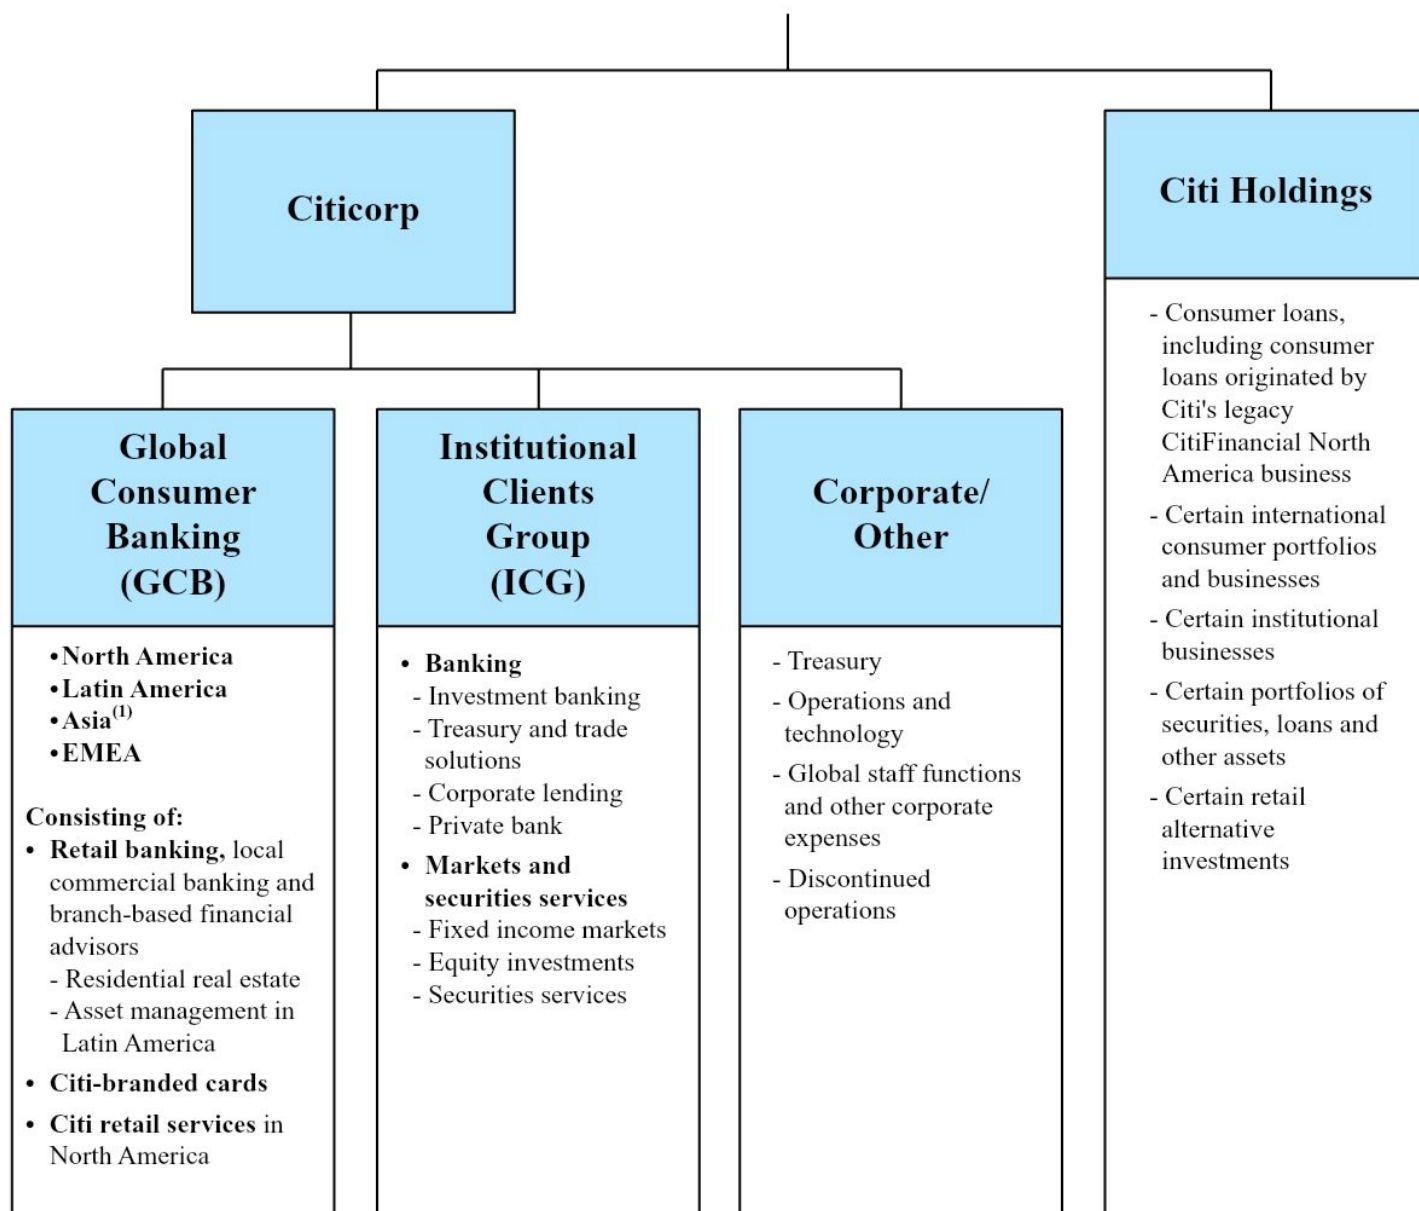 Citicorp
Citi Holdings
- Consumer loans,
including consumer
loans originated by
Citi's legacy
CitiFinancial North
America business
- Certain international
consumer portfolios
and businesses
- Certain institutional
businesses
- Certain portfolios of
securities, loans and
other assets
- Certain retail
alternative
investments
Global
Consumer
Banking
(GCB)
•North America
•Latin America
•Asia(1)
•EMEA
Consisting of:
• Retail banking, local
commercial banking and
branch-based financial
advisors
- Residential real estate
- Asset management in
Latin America
• Citi-branded cards
• Citi retail services in
North America
Institutional
Clients
Group
(ICG)
• Banking
- Investment banking
- Treasury and trade
solutions
- Corporate lending
- Private bank
• Markets and
securities services
- Fixed income markets
- Equity investments
- Securities services
Corporate/
Other
- Treasury
- Operations and
technology
- Global staff functions
and other corporate
expenses
- Discontinued
operations